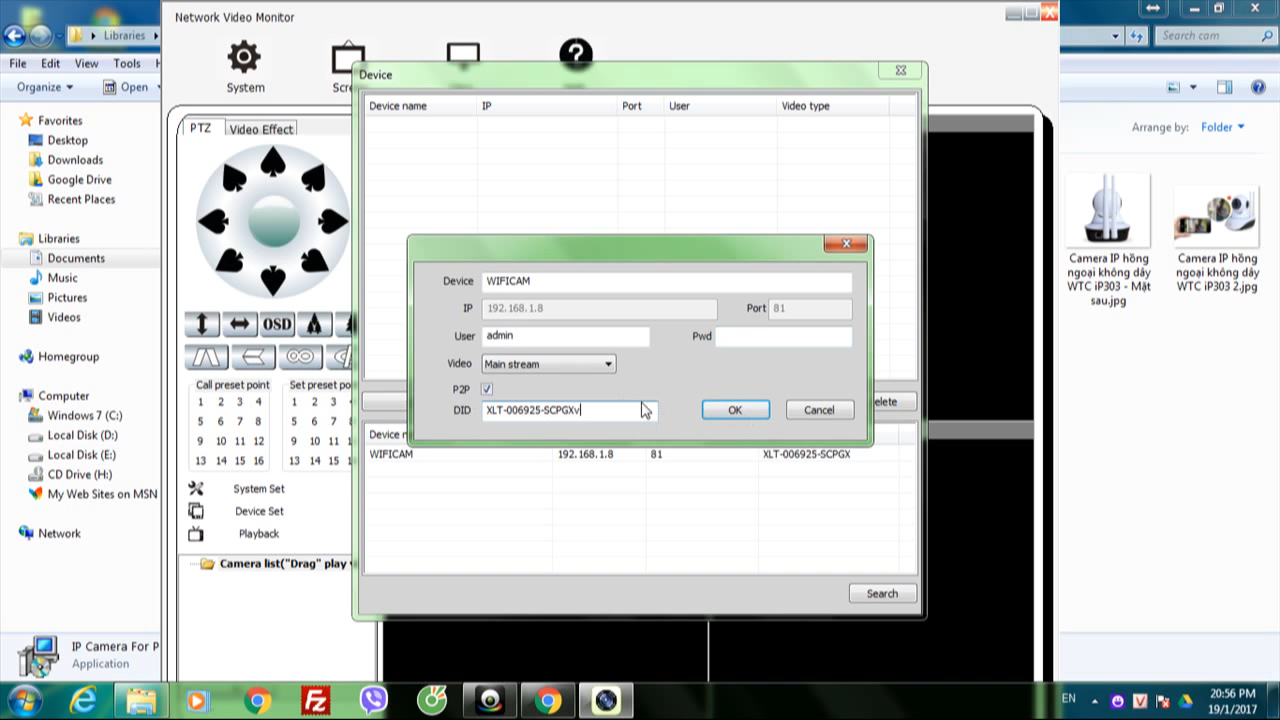 Network Video Monitor
Libraries
Search cam
File Edit View Tools
Organize
Open
System
Device
Device name IP Port User Video type
PTZ Video Effect
Favorites
Desktop
Downloads
Google Drive
Recent Places
Libraries
Documents
Music
Pictures
Videos
Homegroup
Computer
Windows 7 (C:)
Local Disk (D:)
Local Disk (E:)
CD Drive (H:)
My Web Sites on MSN
Network
OSD
Call preset point
1 2 3 4
5 6 7 8
9 10 11 12
13 14 15 16
Set preset
1 2 3
5 6 7
9 10 11
13 14 15
System Set
Device Set
Playback
Camera list("Drag" play
Device WIFICAM
IP 192.168.1.8 Port 81
User admin Pwd
Video Main stream
P2P
DID XLT-006925-SCPGXv OK Cancel
WIFICAM 192.168.1.8 81 XLT-006925-SCPGX
Search
Arrange by: Folder
Camera IP hồng
ngoại không dây
WTC iP303 - Mặt
sau.jpg
Camera IP hồng
ngoại không dây
WTC iP303 2.jpg
IP Camera For P
Application
EN
20:56 PM
19/1/2017